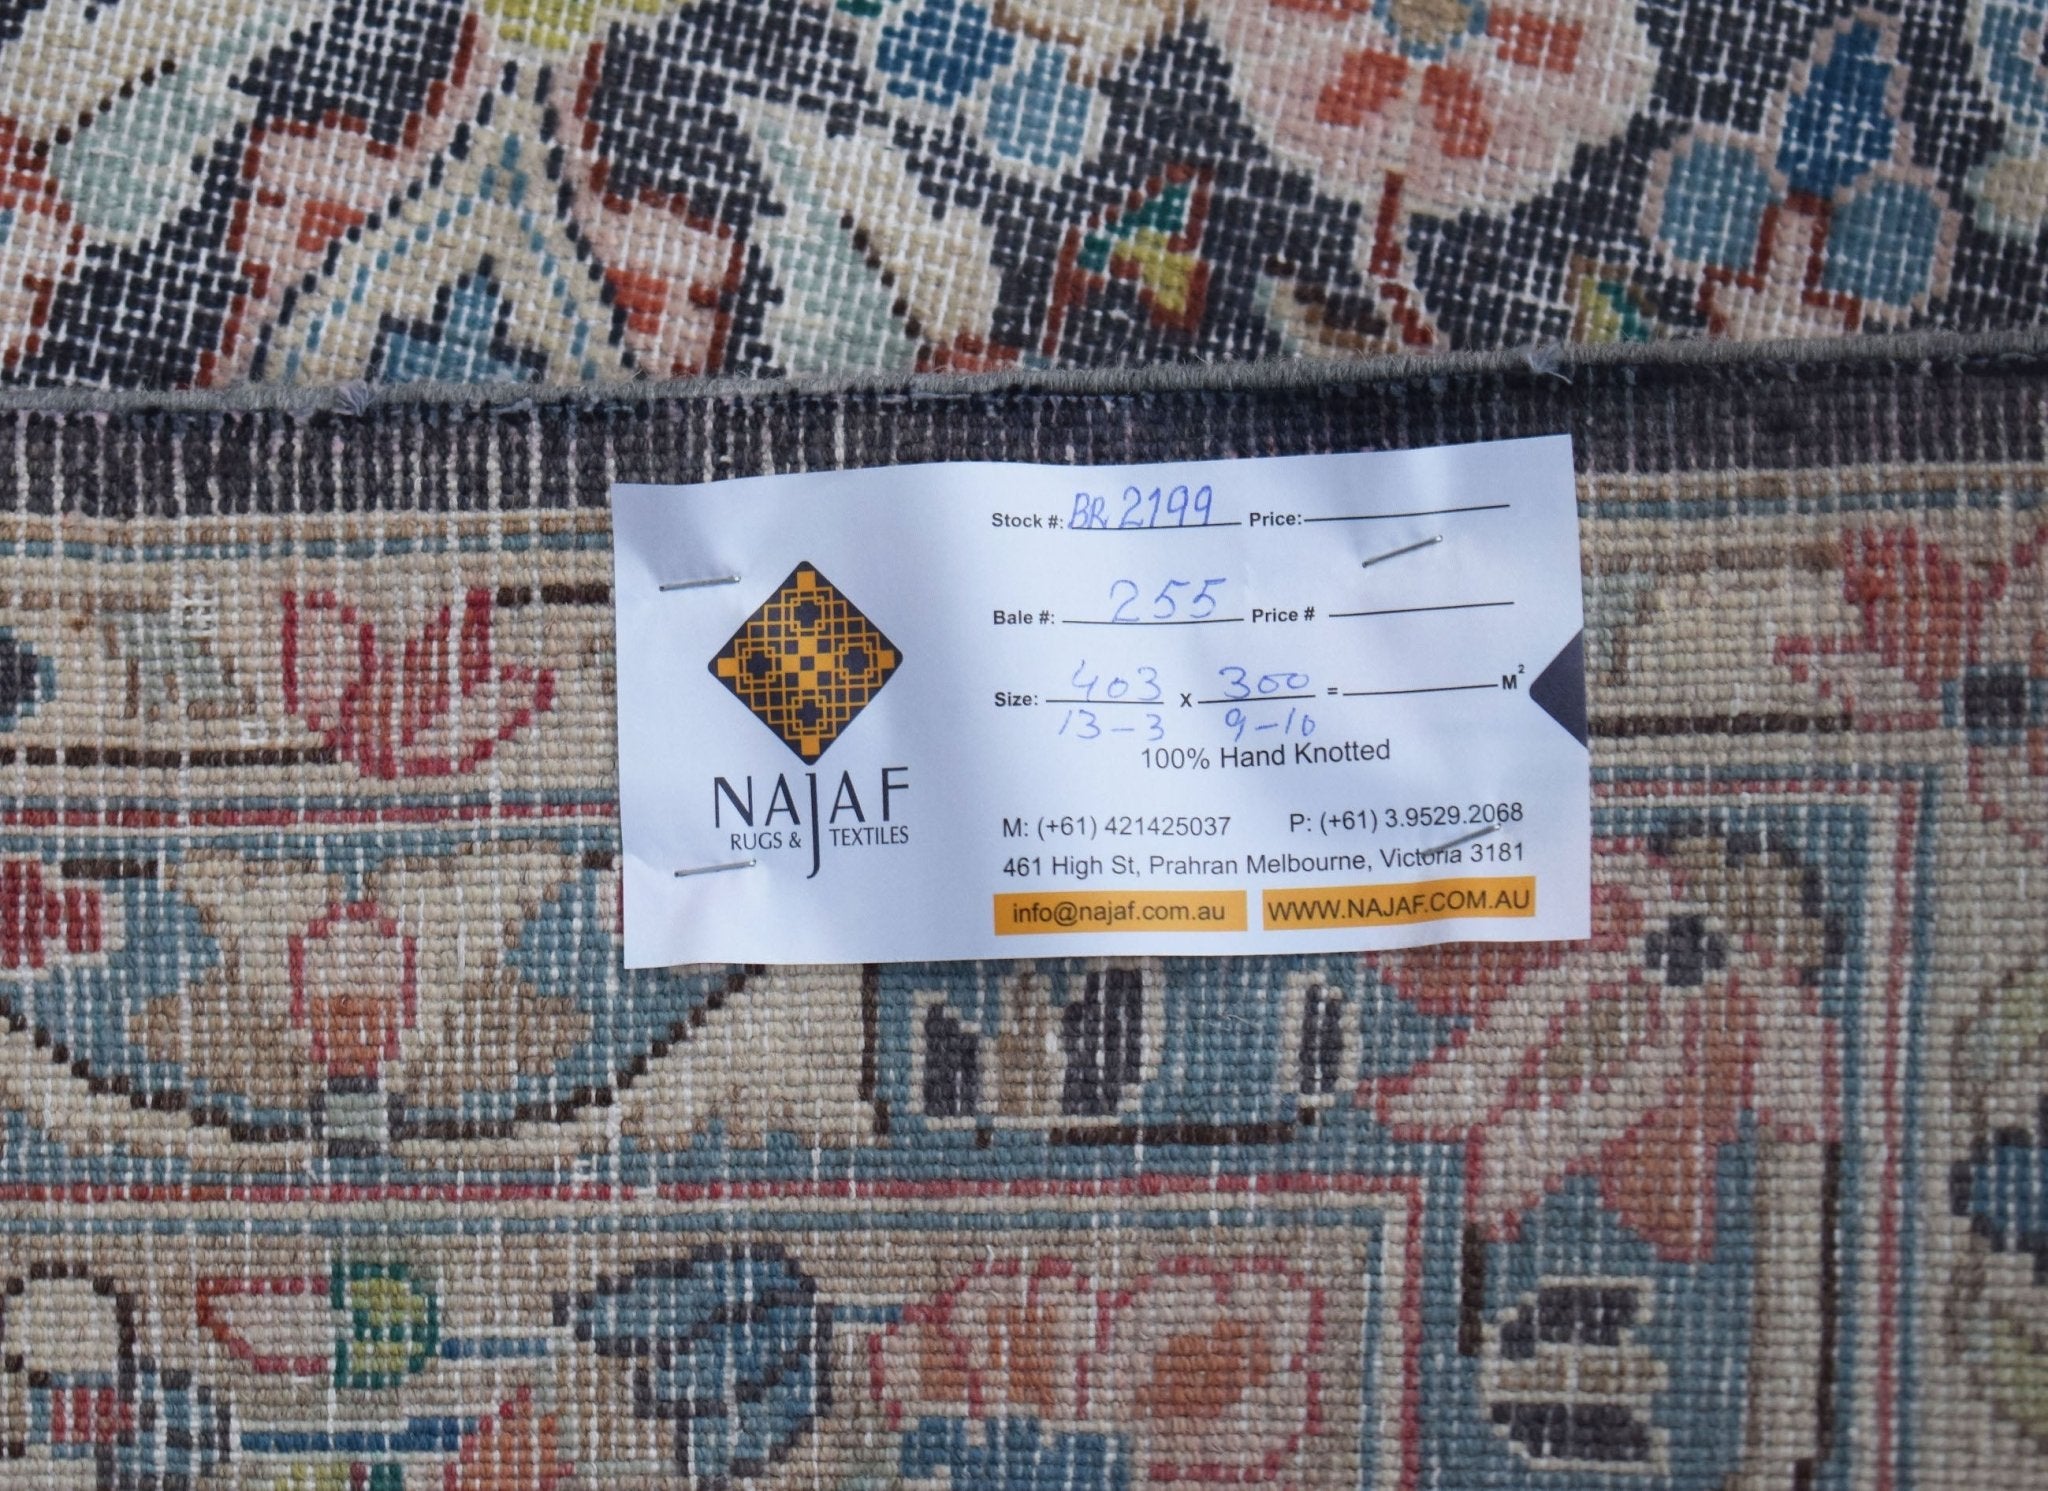 NAJAF
RUGS & TEXTILES
Stock #: BR 2199 Price:
Bale #: 255 Price #
Size: 403 x 300 = M²
13-3 9-10
100% Hand Knotted
M: (+61) 421425037 P: (+61) 3.9529.2068
461 High St, Prahran Melbourne, Victoria 3181
info@najaf.com.au WWW.NAJAF.COM.AU